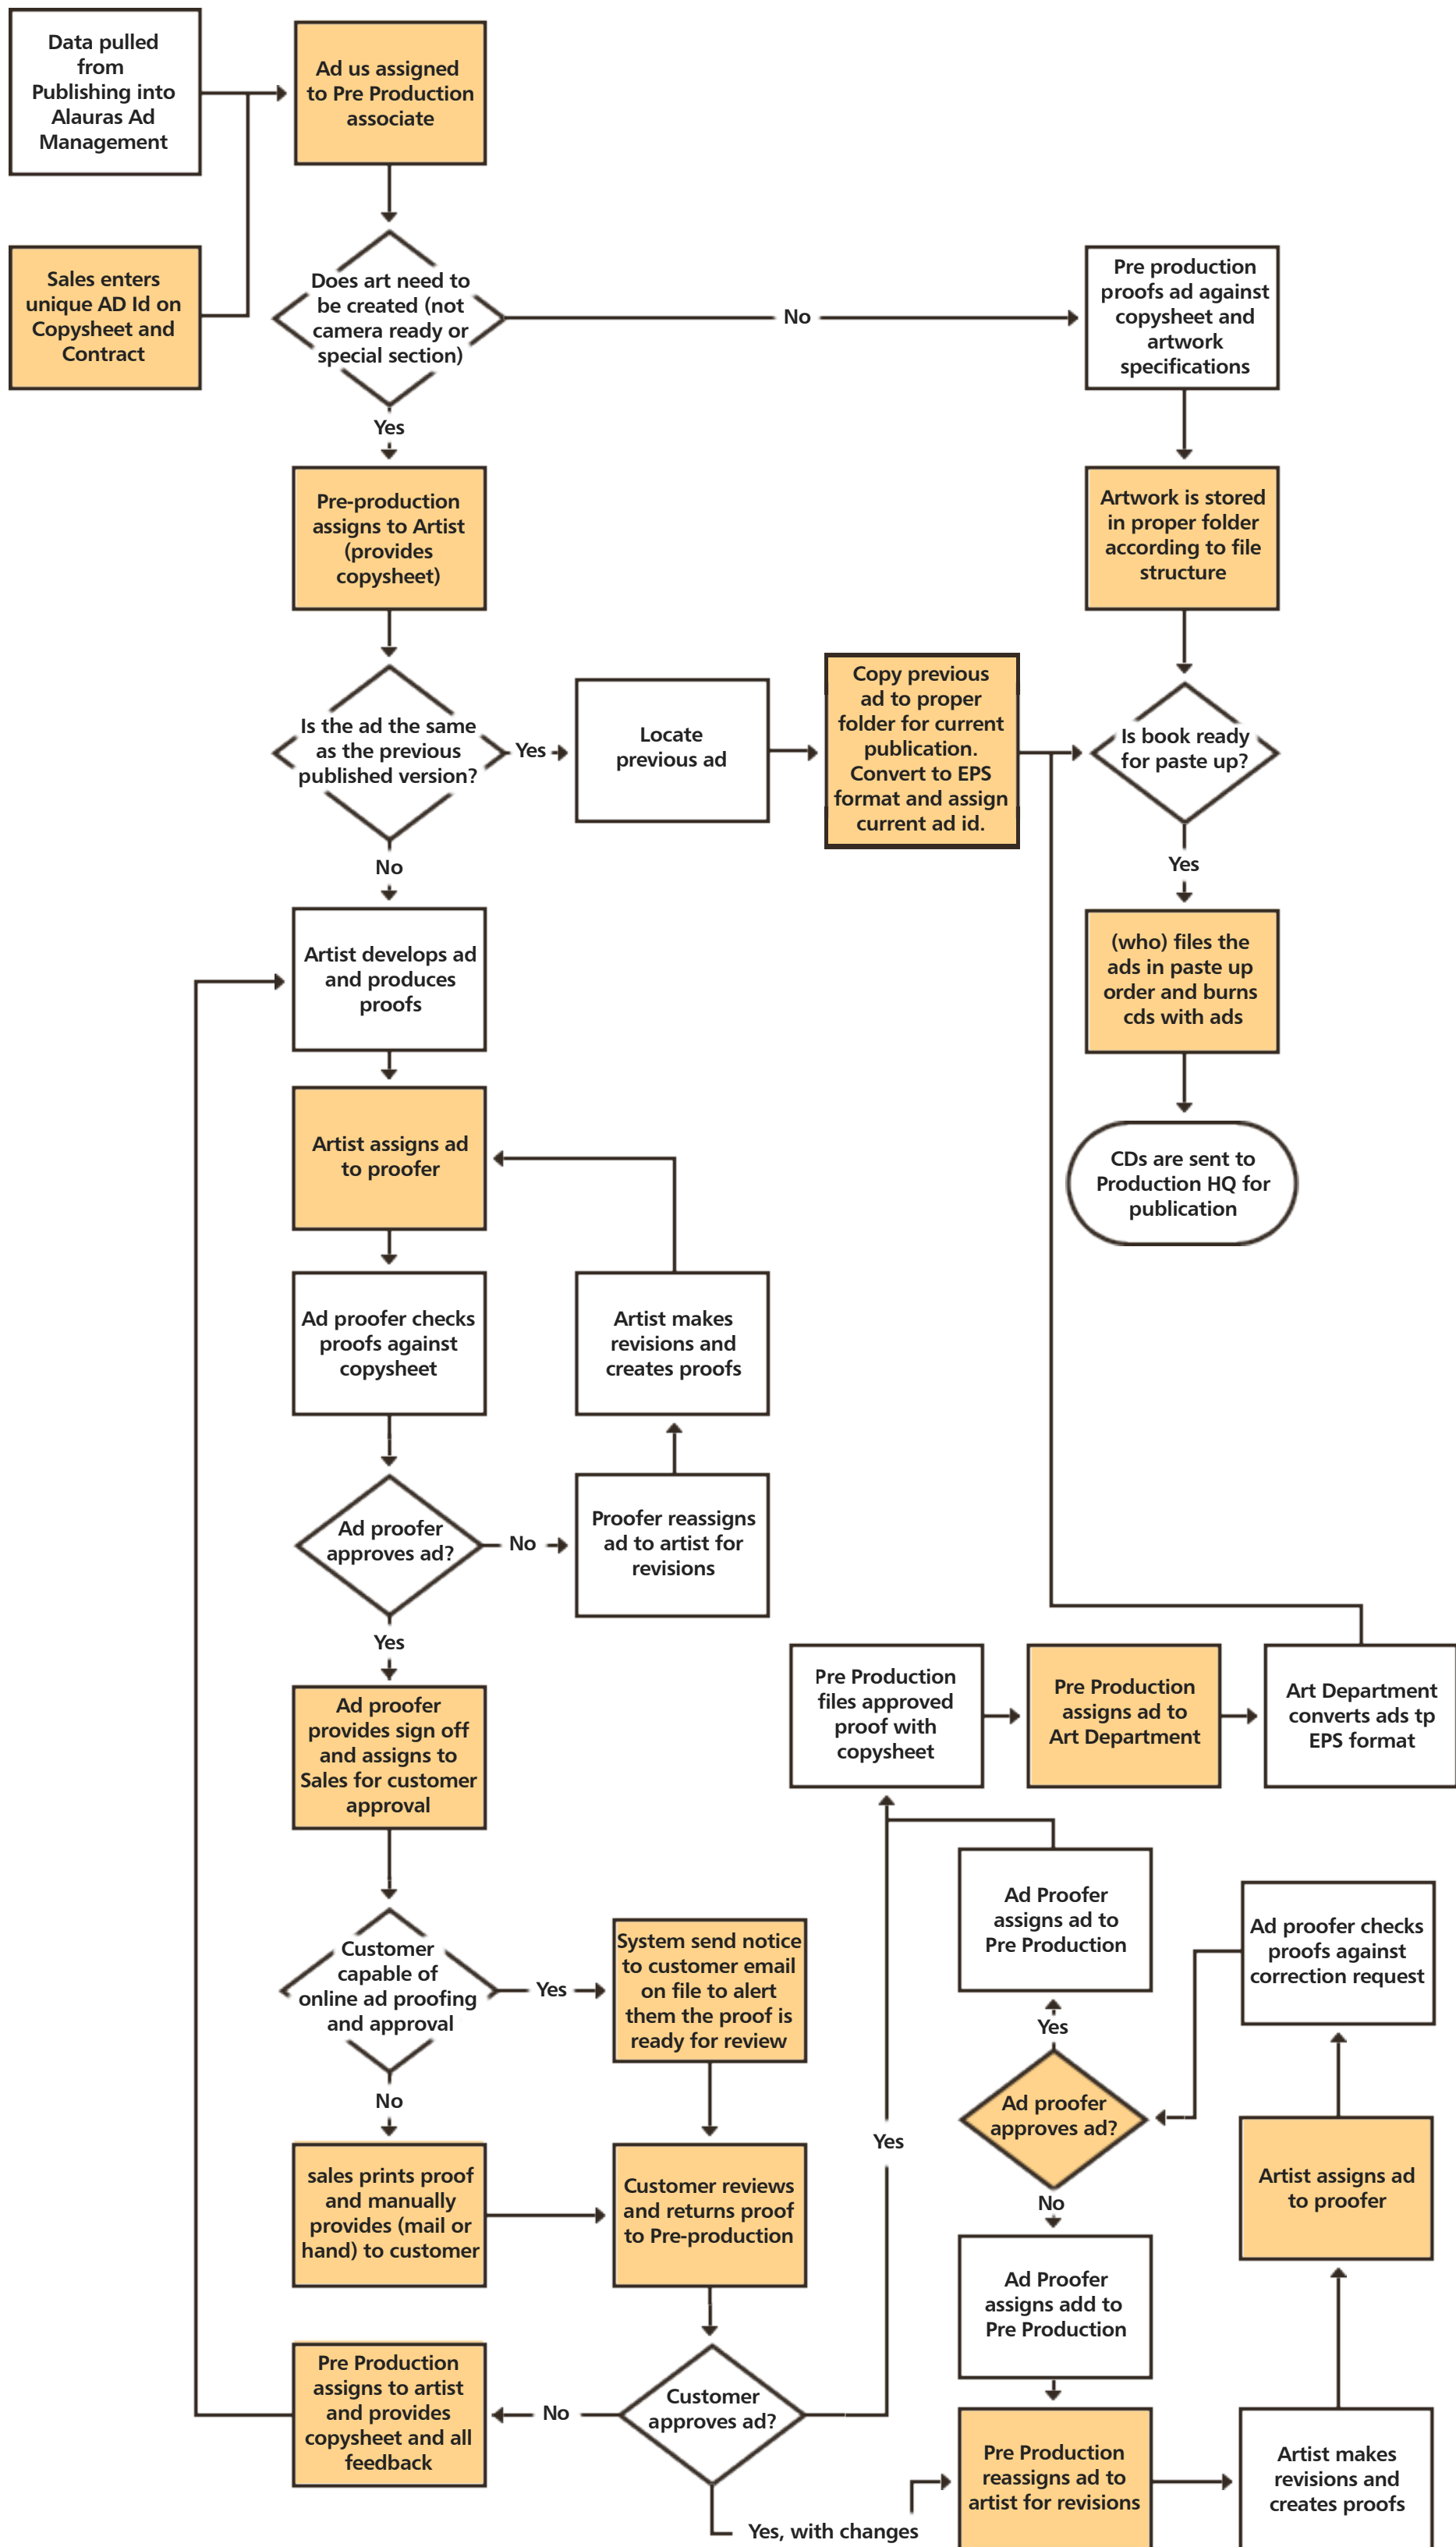 Data pulled
from
Publishing into
Alauras Ad
Management
Ad us assigned
to Pre Production
associate
Sales enters
unique AD Id on
Copysheet and
Contract
Does art need to
be created (not
camera ready or
special section)
No
Pre production
proofs ad against
copysheet and
artwork
specifications
Yes
Pre-production
assigns to Artist
(provides
copysheet)
Artwork is stored
in proper folder
according to file
structure
Is the ad the same
as the previous
published version?
Yes
Locate
previous ad
Copy previous
ad to proper
folder for current
publication.
Convert to EPS
format and assign
current ad id.
Is book ready
for paste up?
No
Yes
Artist develops ad
and produces
proofs
(who) files the
ads in paste up
order and burns
cds with ads
Artist assigns ad
to proofer
CDs are sent to
Production HQ for
publication
Ad proofer checks
proofs against
copysheet
Artist makes
revisions and
creates proofs
Ad proofer
approves ad?
No
Proofer reassigns
ad to artist for
revisions
Yes
Ad proofer
provides sign off
and assigns to
Sales for customer
approval
Pre Production
files approved
proof with
copysheet
Pre Production
assigns ad to
Art Department
Art Department
converts ads tp
EPS format
Customer
capable of
online ad proofing
and approval
Yes
System send notice
to customer email
on file to alert
them the proof is
ready for review
Ad Proofer
assigns ad to
Pre Production
Ad proofer checks
proofs against
correction request
Yes
No
Ad proofer
approves ad?
Yes
sales prints proof
and manually
provides (mail or
hand) to customer
Customer reviews
and returns proof
to Pre-production
Artist assigns ad
to proofer
No
Ad Proofer
assigns add to
Pre Production
Pre Production
assigns to artist
and provides
copysheet and all
feedback
No
Customer
approves ad?
Pre Production
reassigns ad to
artist for revisions
Artist makes
revisions and
creates proofs
Yes, with changes